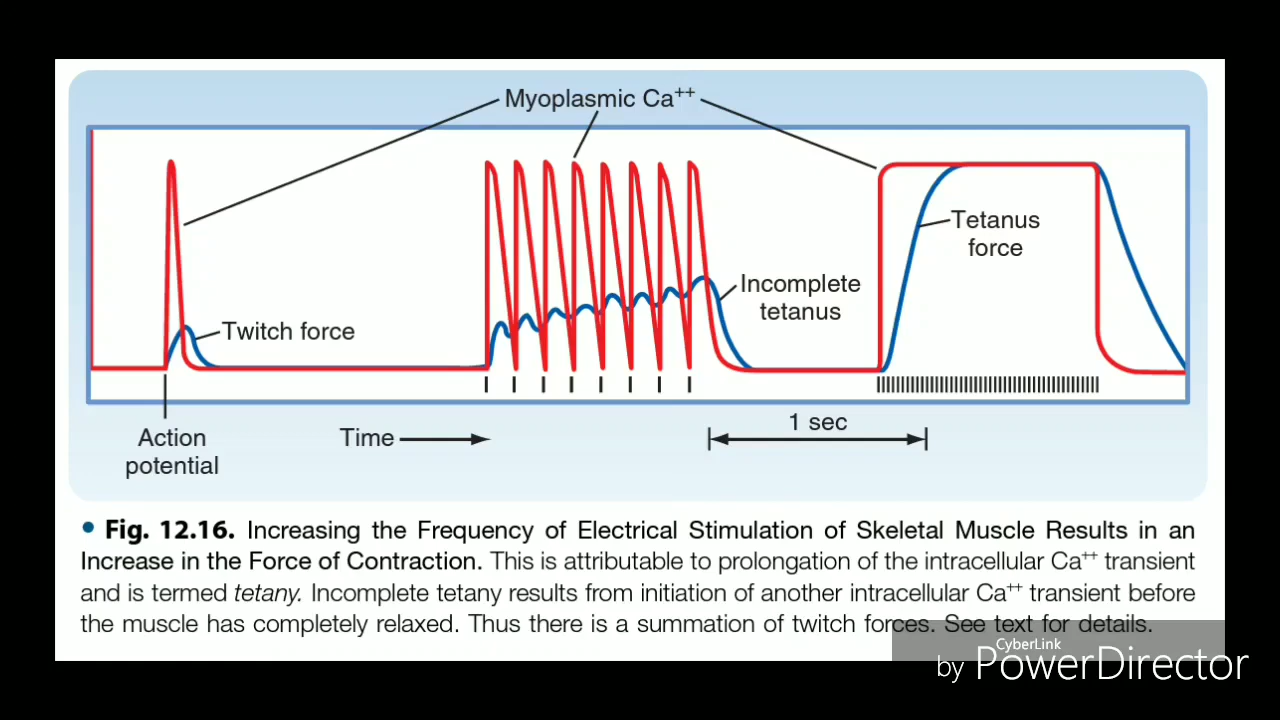 Myoplasmic Ca++
Tetanus
force
Incomplete
tetanus
Twitch force
1 sec
Action
potential
Time
• Fig. 12.16. Increasing the Frequency of Electrical Stimulation of Skeletal Muscle Results in an
Increase in the Force of Contraction. This is attributable to prolongation of the intracellular Ca++ transient
and is termed tetany. Incomplete tetany results from initiation of another intracellular Ca++ transient before
the muscle has completely relaxed. Thus there is a summation of twitch forces. See text for details.
CyberLink
by PowerDirector